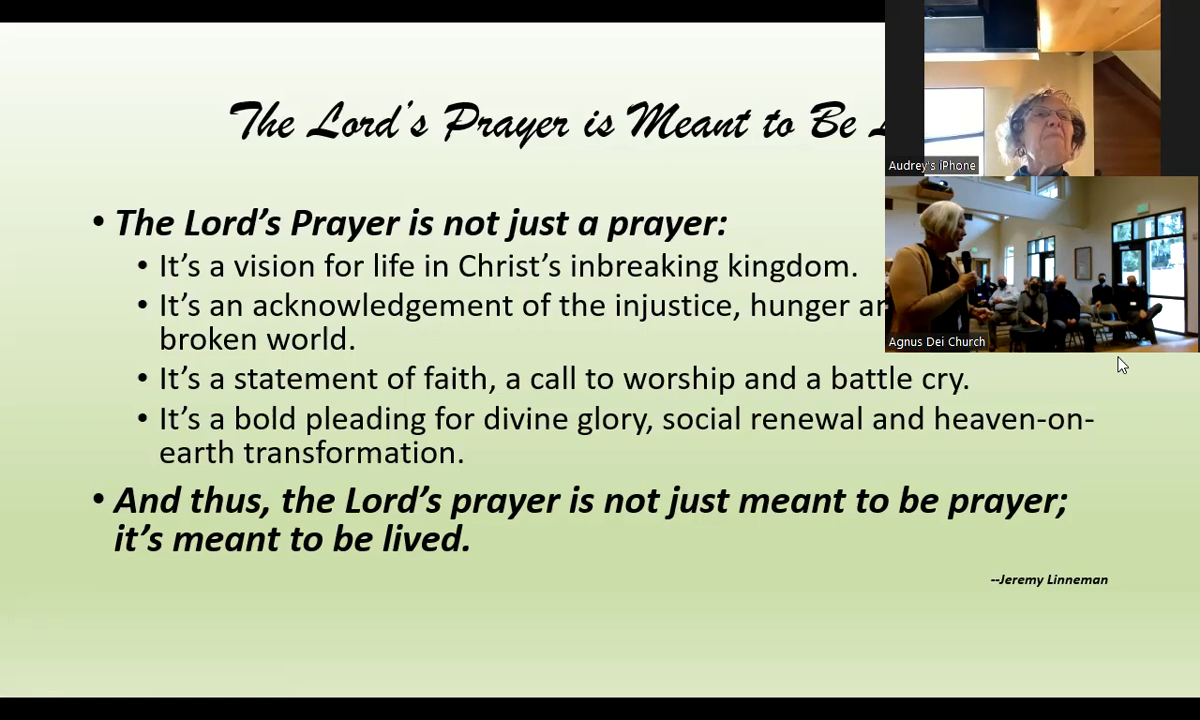 The Lord's Prayer is Meant to Be
• The Lord's Prayer is not just a prayer:
• It's a vision for life in Christ's inbreaking kingdom.
• It's an acknowledgement of the injustice, hunger
broken world.
• It's a statement of faith, a call to worship and a battle cry.
• It's a bold pleading for divine glory, social renewal and heaven-on-
earth transformation.
• And thus, the Lord's prayer is not just meant to be prayer;
it's meant to be lived.
--Jeremy Linneman
Audrey's iPhone
Agnus Dei Church